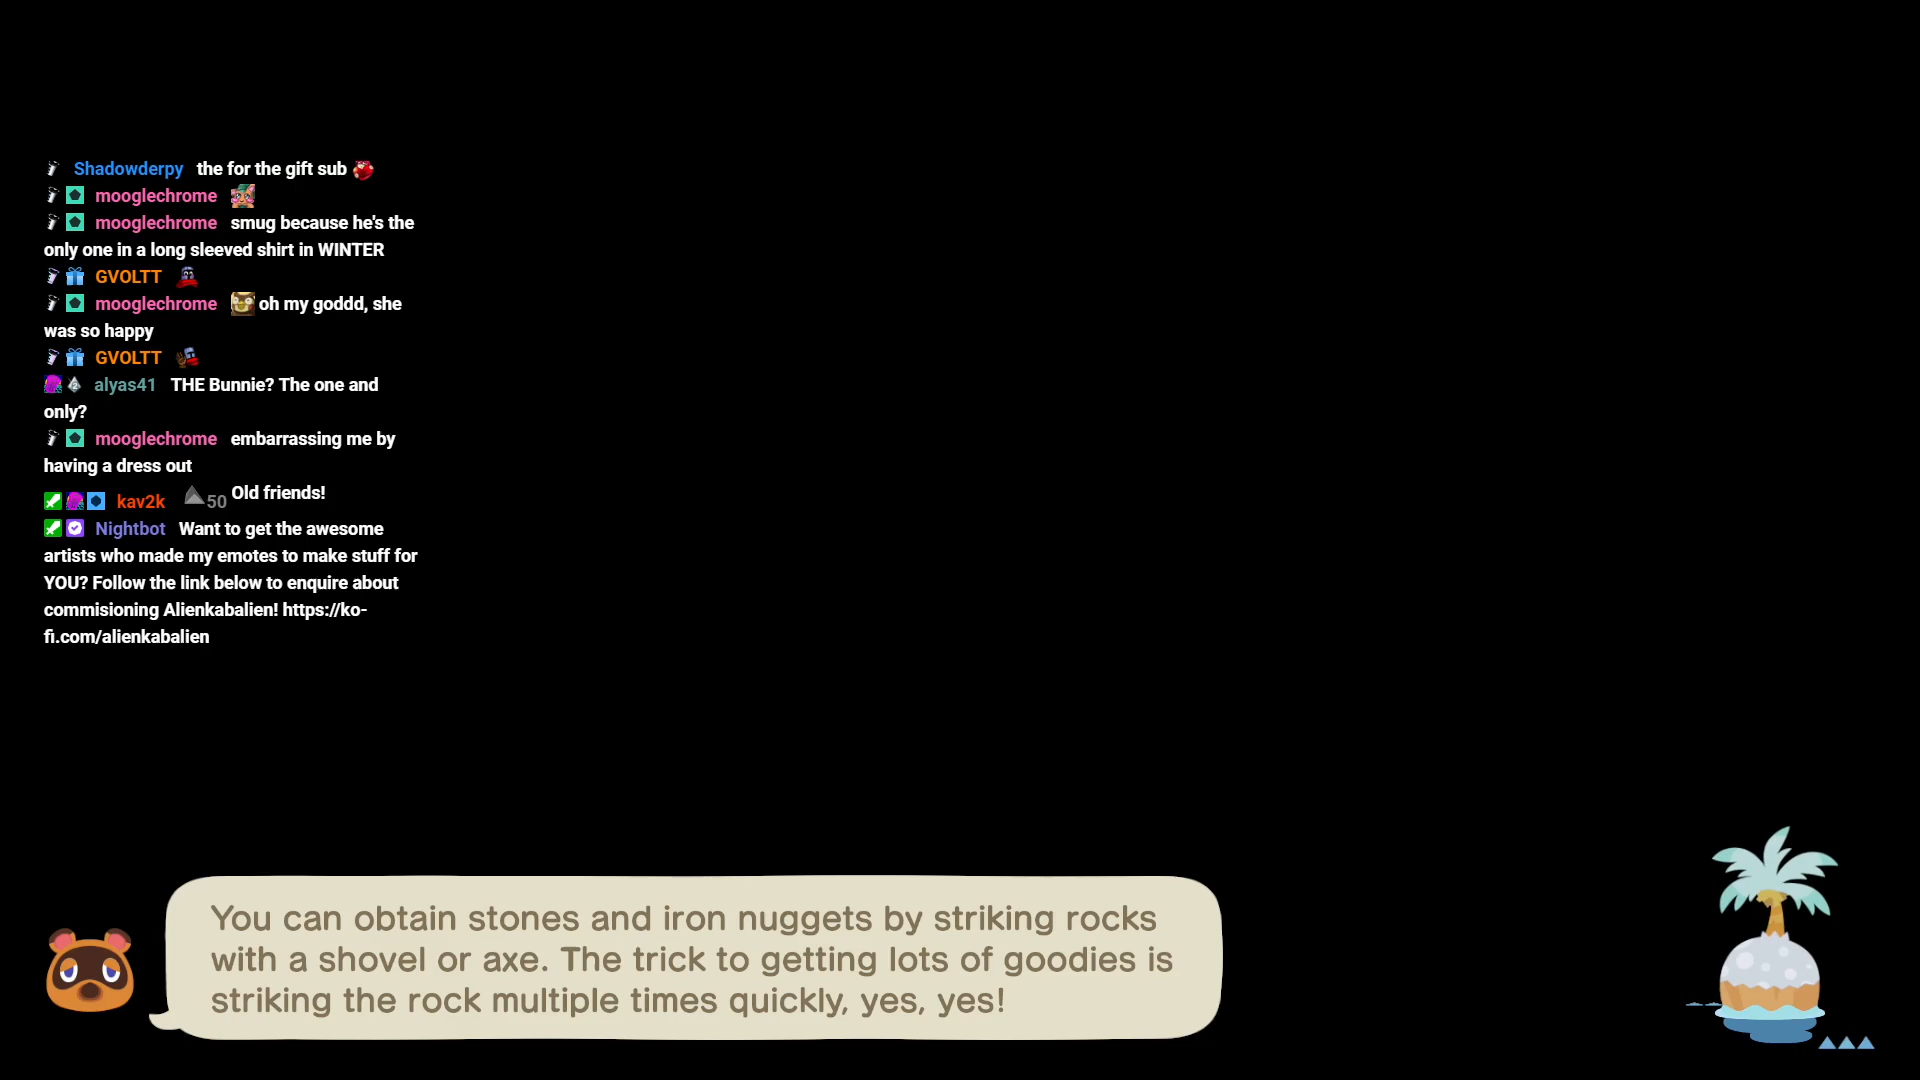 Shadowderpy the for the gift sub
mooglechrome
mooglechrome smug because he's the
only one in a long sleeved shirt in WINTER
GVOLTT
mooglechrome oh my goddd, she
was so happy
GVOLTT
alyas41 THE Bunnie? The one and
only?
mooglechrome embarrassing me by
having a dress out
kav2k 50 Old friends!
Nightbot Want to get the awesome
artists who made my emotes to make stuff for
YOU? Follow the link below to enquire about
commisioning Alienkabalien! https://ko-
fi.com/alienkabalien
You can obtain stones and iron nuggets by striking rocks
with a shovel or axe. The trick to getting lots of goodies is
striking the rock multiple times quickly, yes, yes!